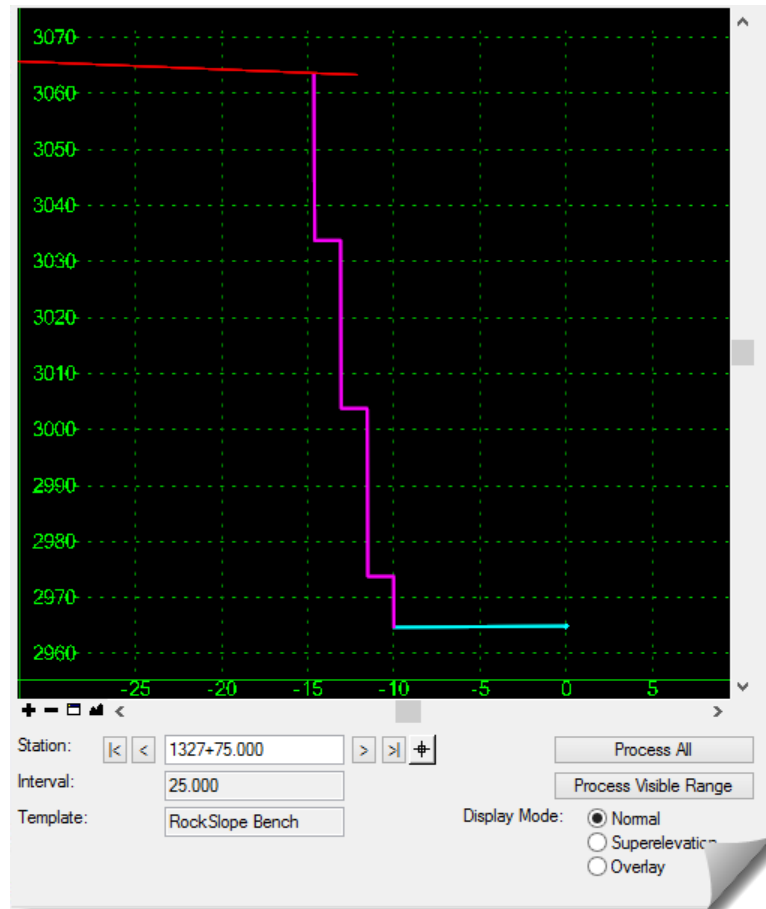 3070
3060
3050
3040
3030
3020
3010
3000
2990
2980
2970
2960
-25 -20 -15 -10 -5 0 5
Station: 1327+75.000 Process All
Interval: 25.000 Process Visible Range
Template: RockSlope Bench Display Mode: Normal
Superelevation
Overlay